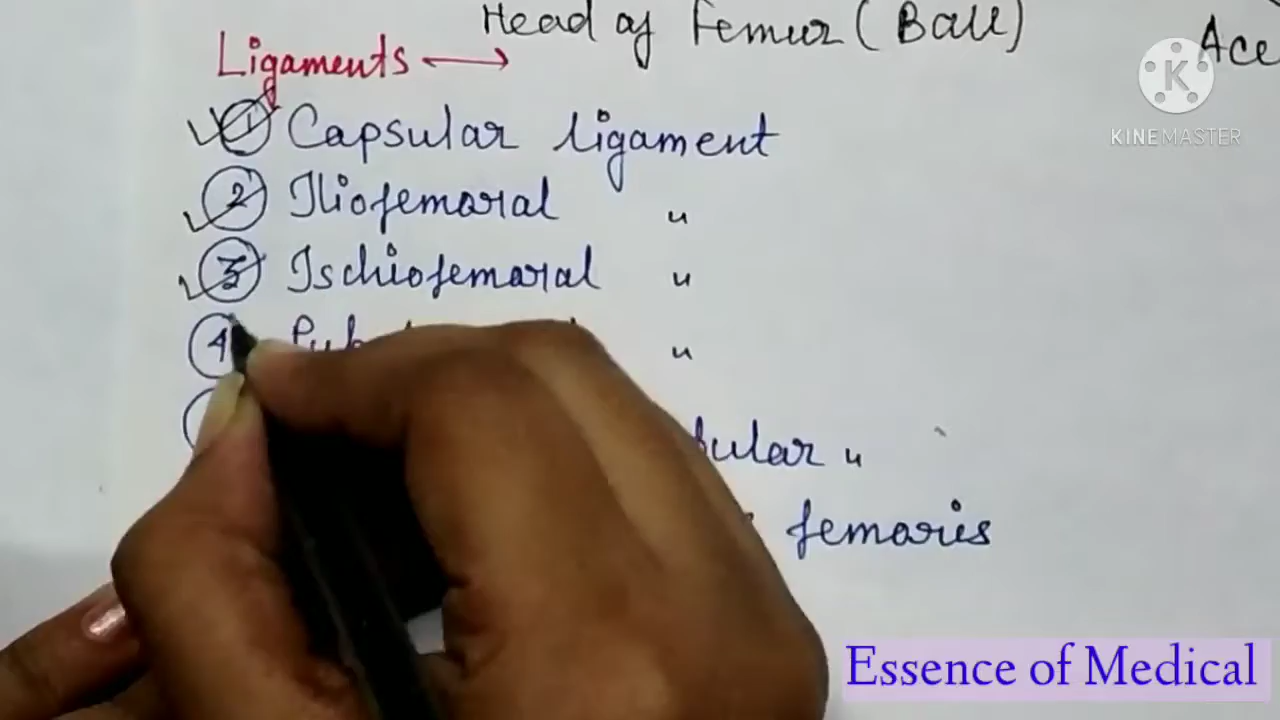 Head of Femur (Ball)
Ace
Ligaments →
① Capsular ligament
② Iliofemoral "
③ Ischiofemoral "
④ "
"
femoris
K
KINEMASTER
Essence of Medical